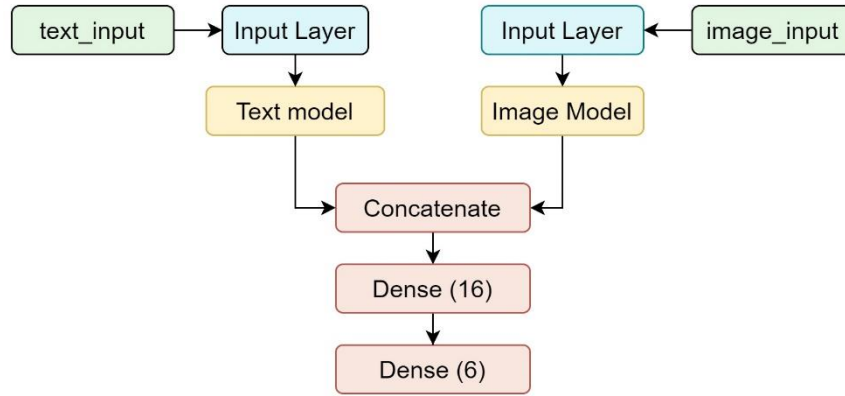 text_input
Input Layer
Input Layer
image_input
Text model
Image Model
Concatenate
Dense (16)
Dense (6)